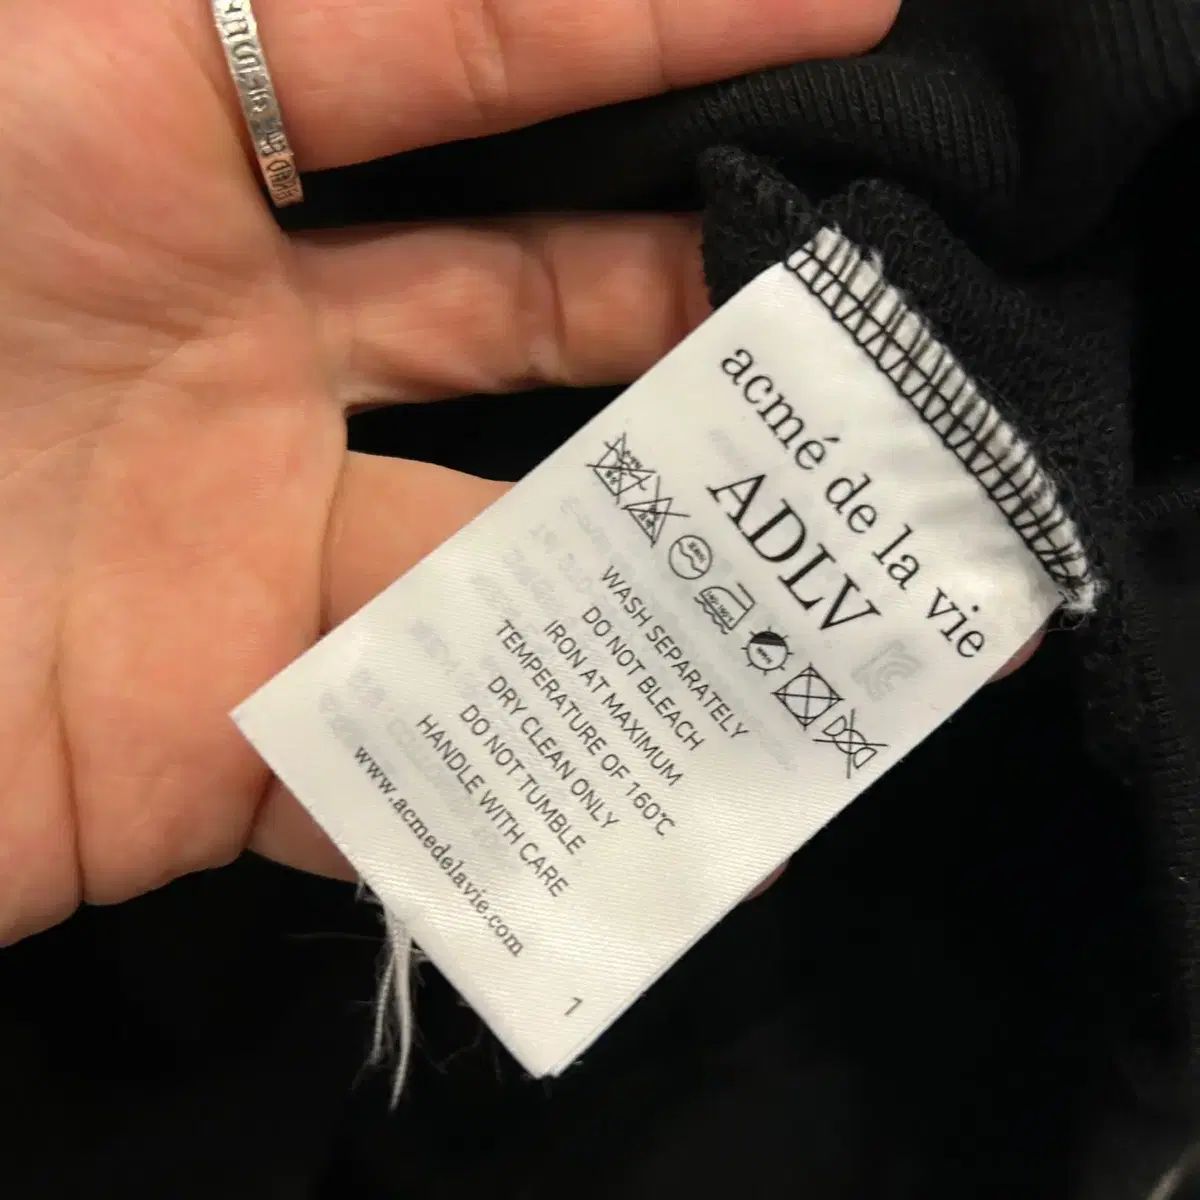 acmé de la vie
ADLV
WASH SEPARATELY
DO NOT BLEACH
IRON AT MAXIMUM
TEMPERATURE OF 160℃
DRY CLEAN ONLY
DO NOT TUMBLE
HANDLE WITH CARE
www.acmedelavie.com
1